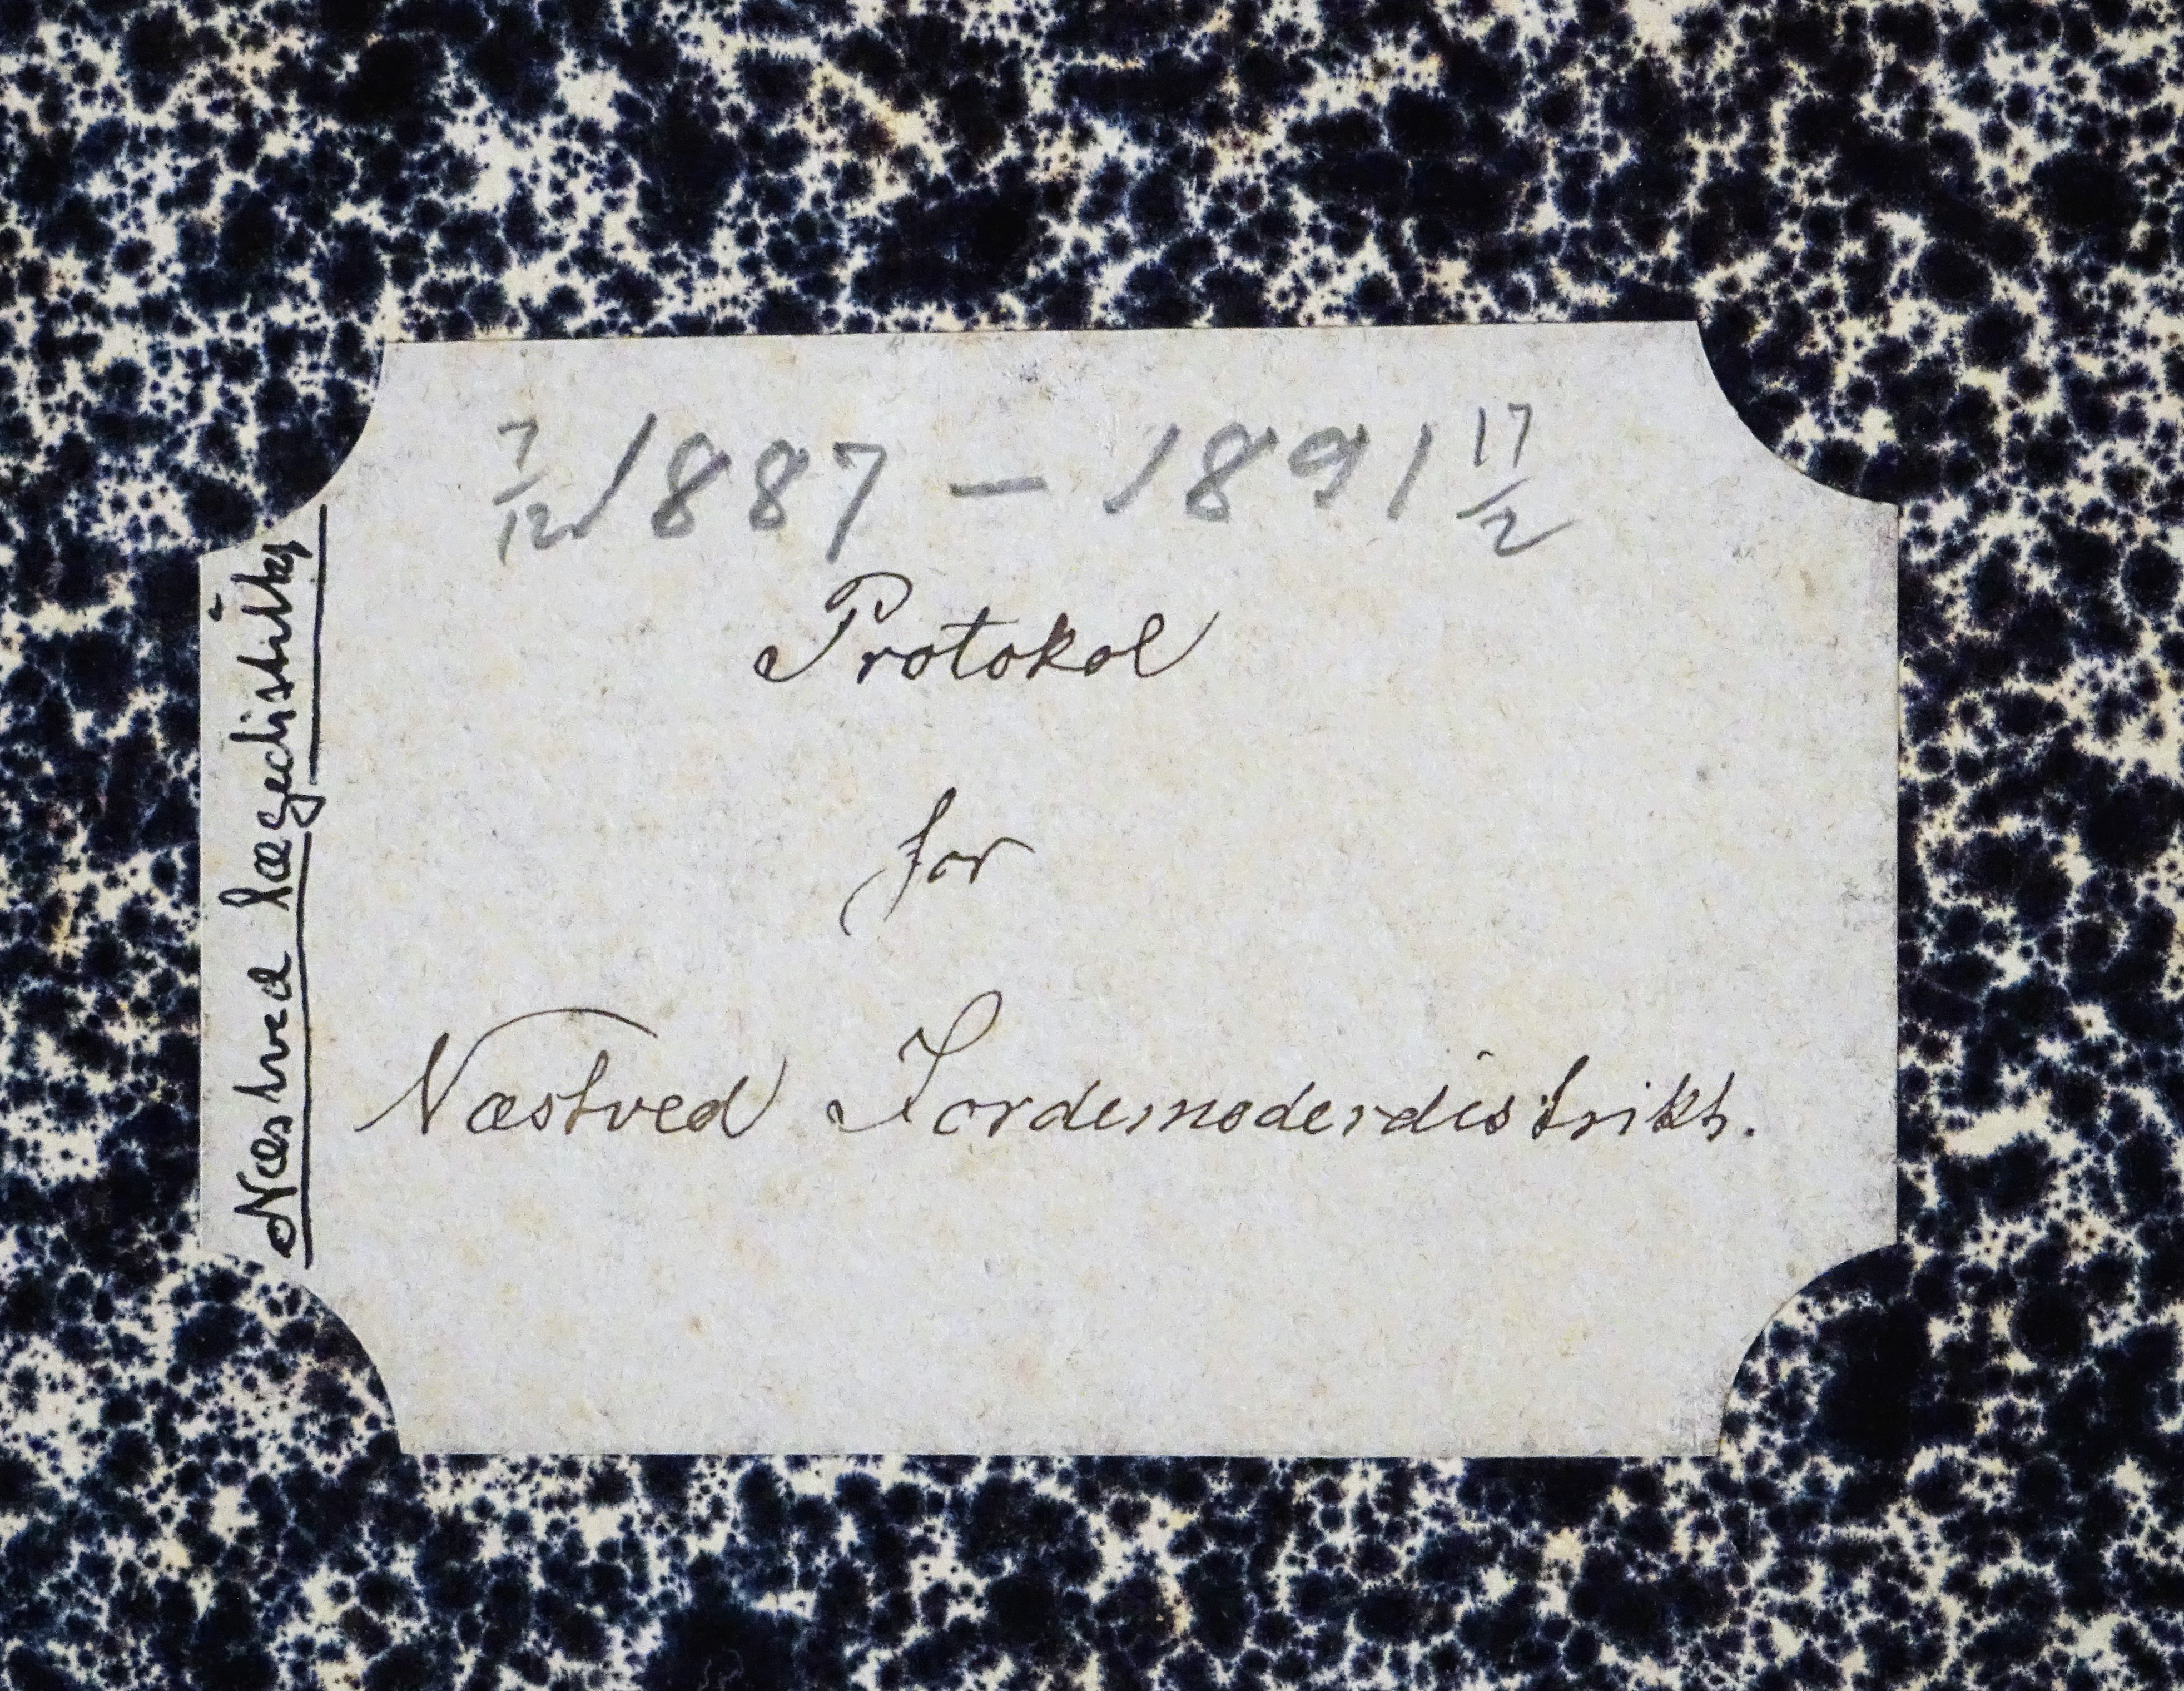 7/12 1887 — 1891 17/2
Protokol
for
Næstved Jordemoderdistrikt.
Næstved lægedistrikt